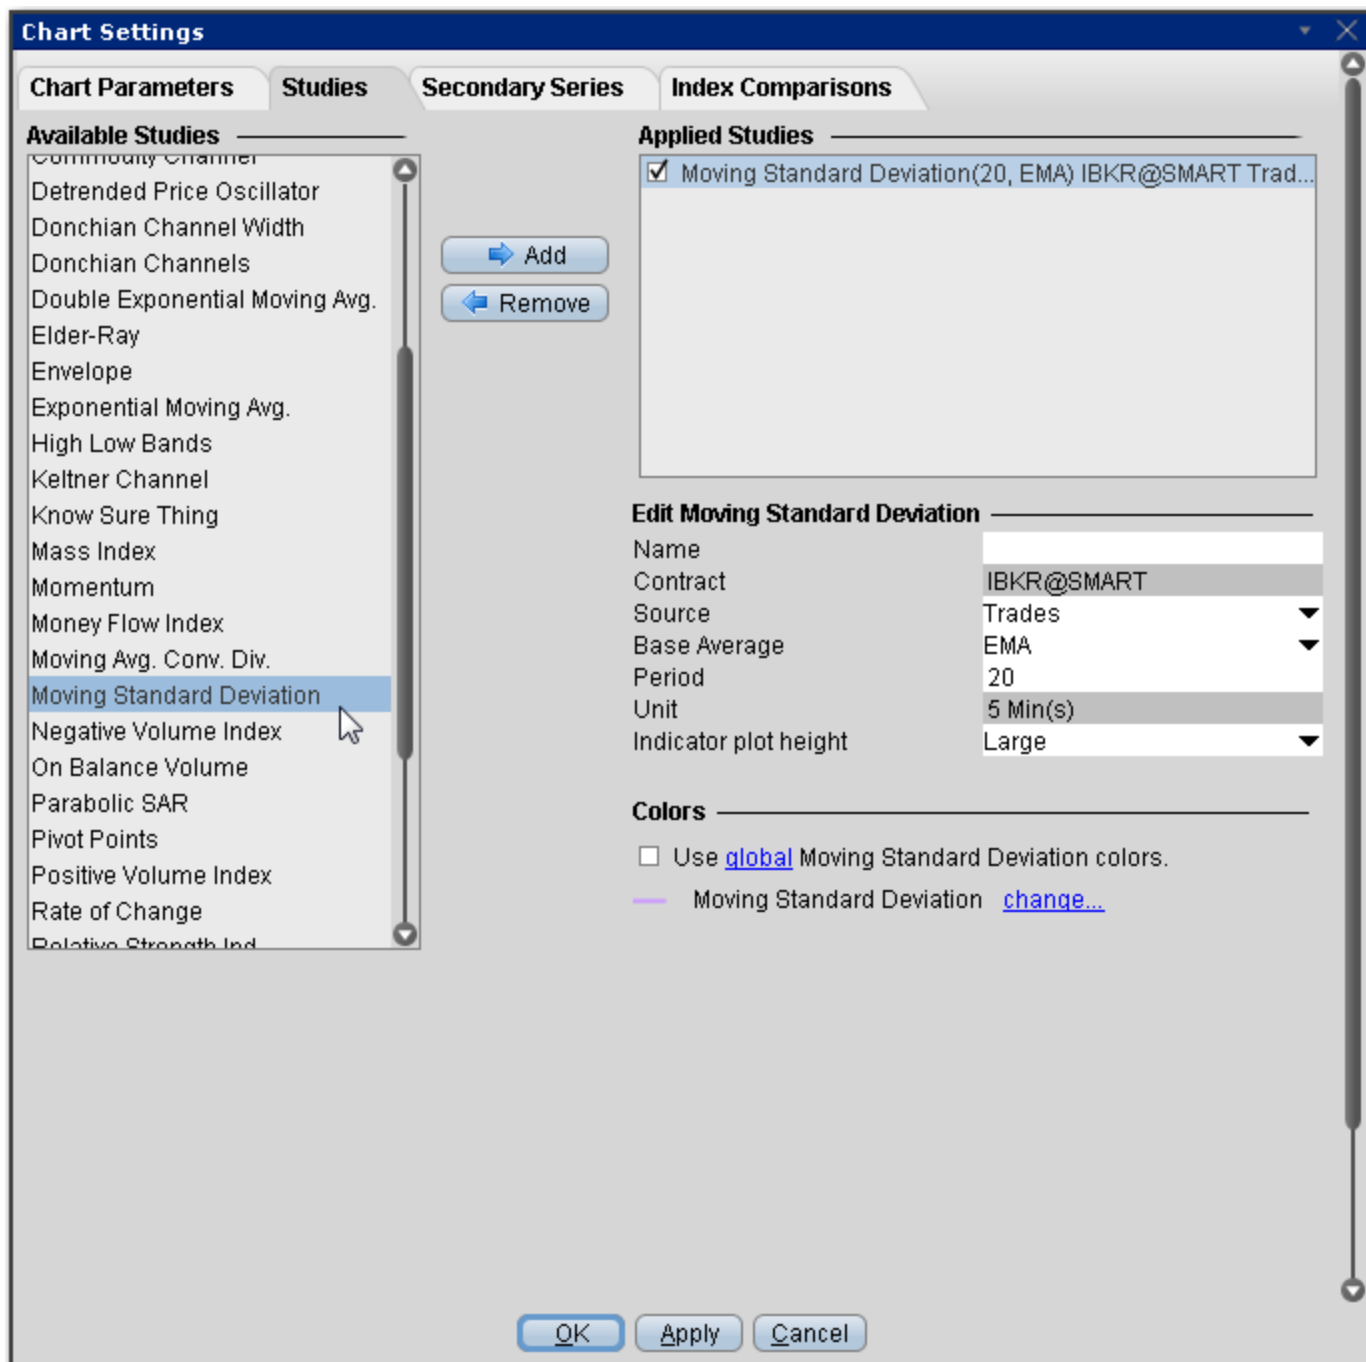 Chart Settings
Chart Parameters
Studies
Secondary Series
Index Comparisons
Available Studies
Commodity Channel
Detrended Price Oscillator
Donchian Channel Width
Donchian Channels
Double Exponential Moving Avg.
Elder-Ray
Envelope
Exponential Moving Avg.
High Low Bands
Keltner Channel
Know Sure Thing
Mass Index
Momentum
Money Flow Index
Moving Avg. Conv. Div.
Moving Standard Deviation
Negative Volume Index
On Balance Volume
Parabolic SAR
Pivot Points
Positive Volume Index
Rate of Change
Relative Strength Ind.
Add
Remove
Applied Studies
Moving Standard Deviation(20, EMA) IBKR@SMART Trad...
Edit Moving Standard Deviation
Name
Contract IBKR@SMART
Source Trades
Base Average EMA
Period 20
Unit 5 Min(s)
Indicator plot height Large
Colors
Use global Moving Standard Deviation colors.
Moving Standard Deviation change...
OK
Apply
Cancel